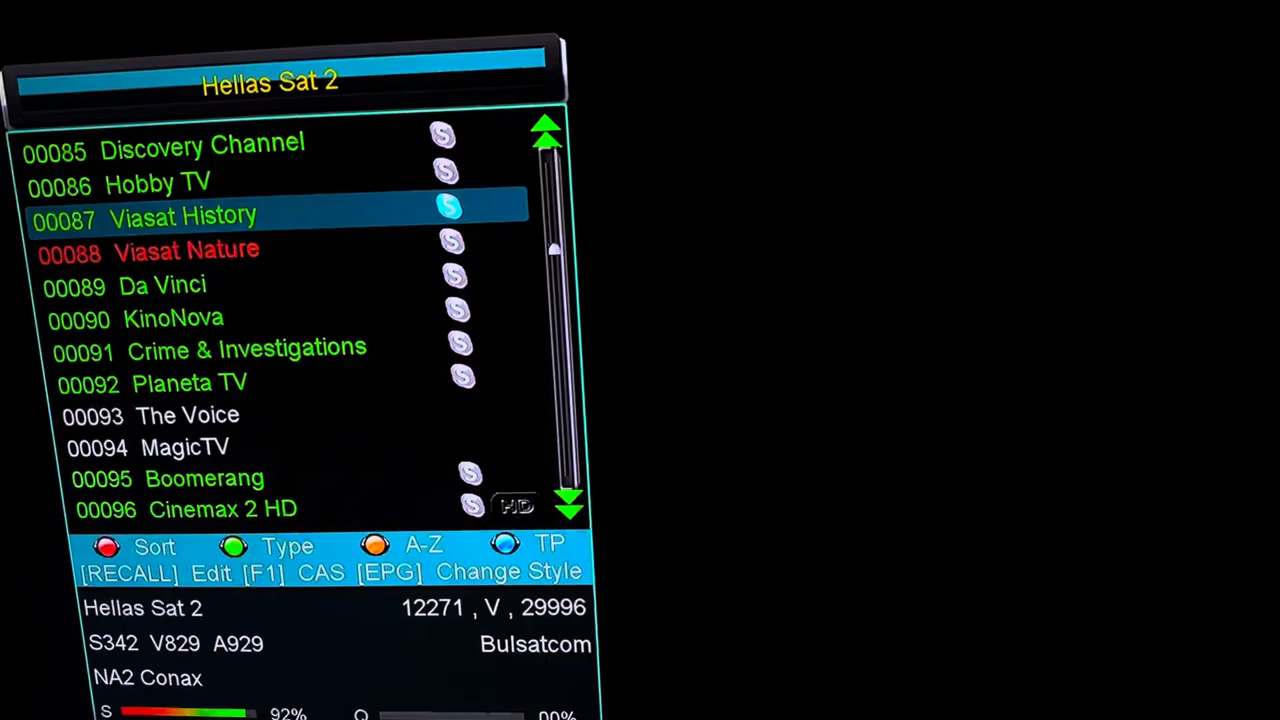 Hellas Sat 2
00085 Discovery Channel S
00086 Hobby TV S
00087 Viasat History S
00088 Viasat Nature S
00089 Da Vinci S
00090 KinoNova S
00091 Crime & Investigations S
00092 Planeta TV S
00093 The Voice
00094 MagicTV
00095 Boomerang S
00096 Cinemax 2 HD S HD
Sort Type A-Z TP
[RECALL] Edit [F1] CAS [EPG] Change Style
Hellas Sat 2 12271 , V , 29996
S342 V829 A929 Bulsatcom
NA2 Conax
S 92% Q 00%